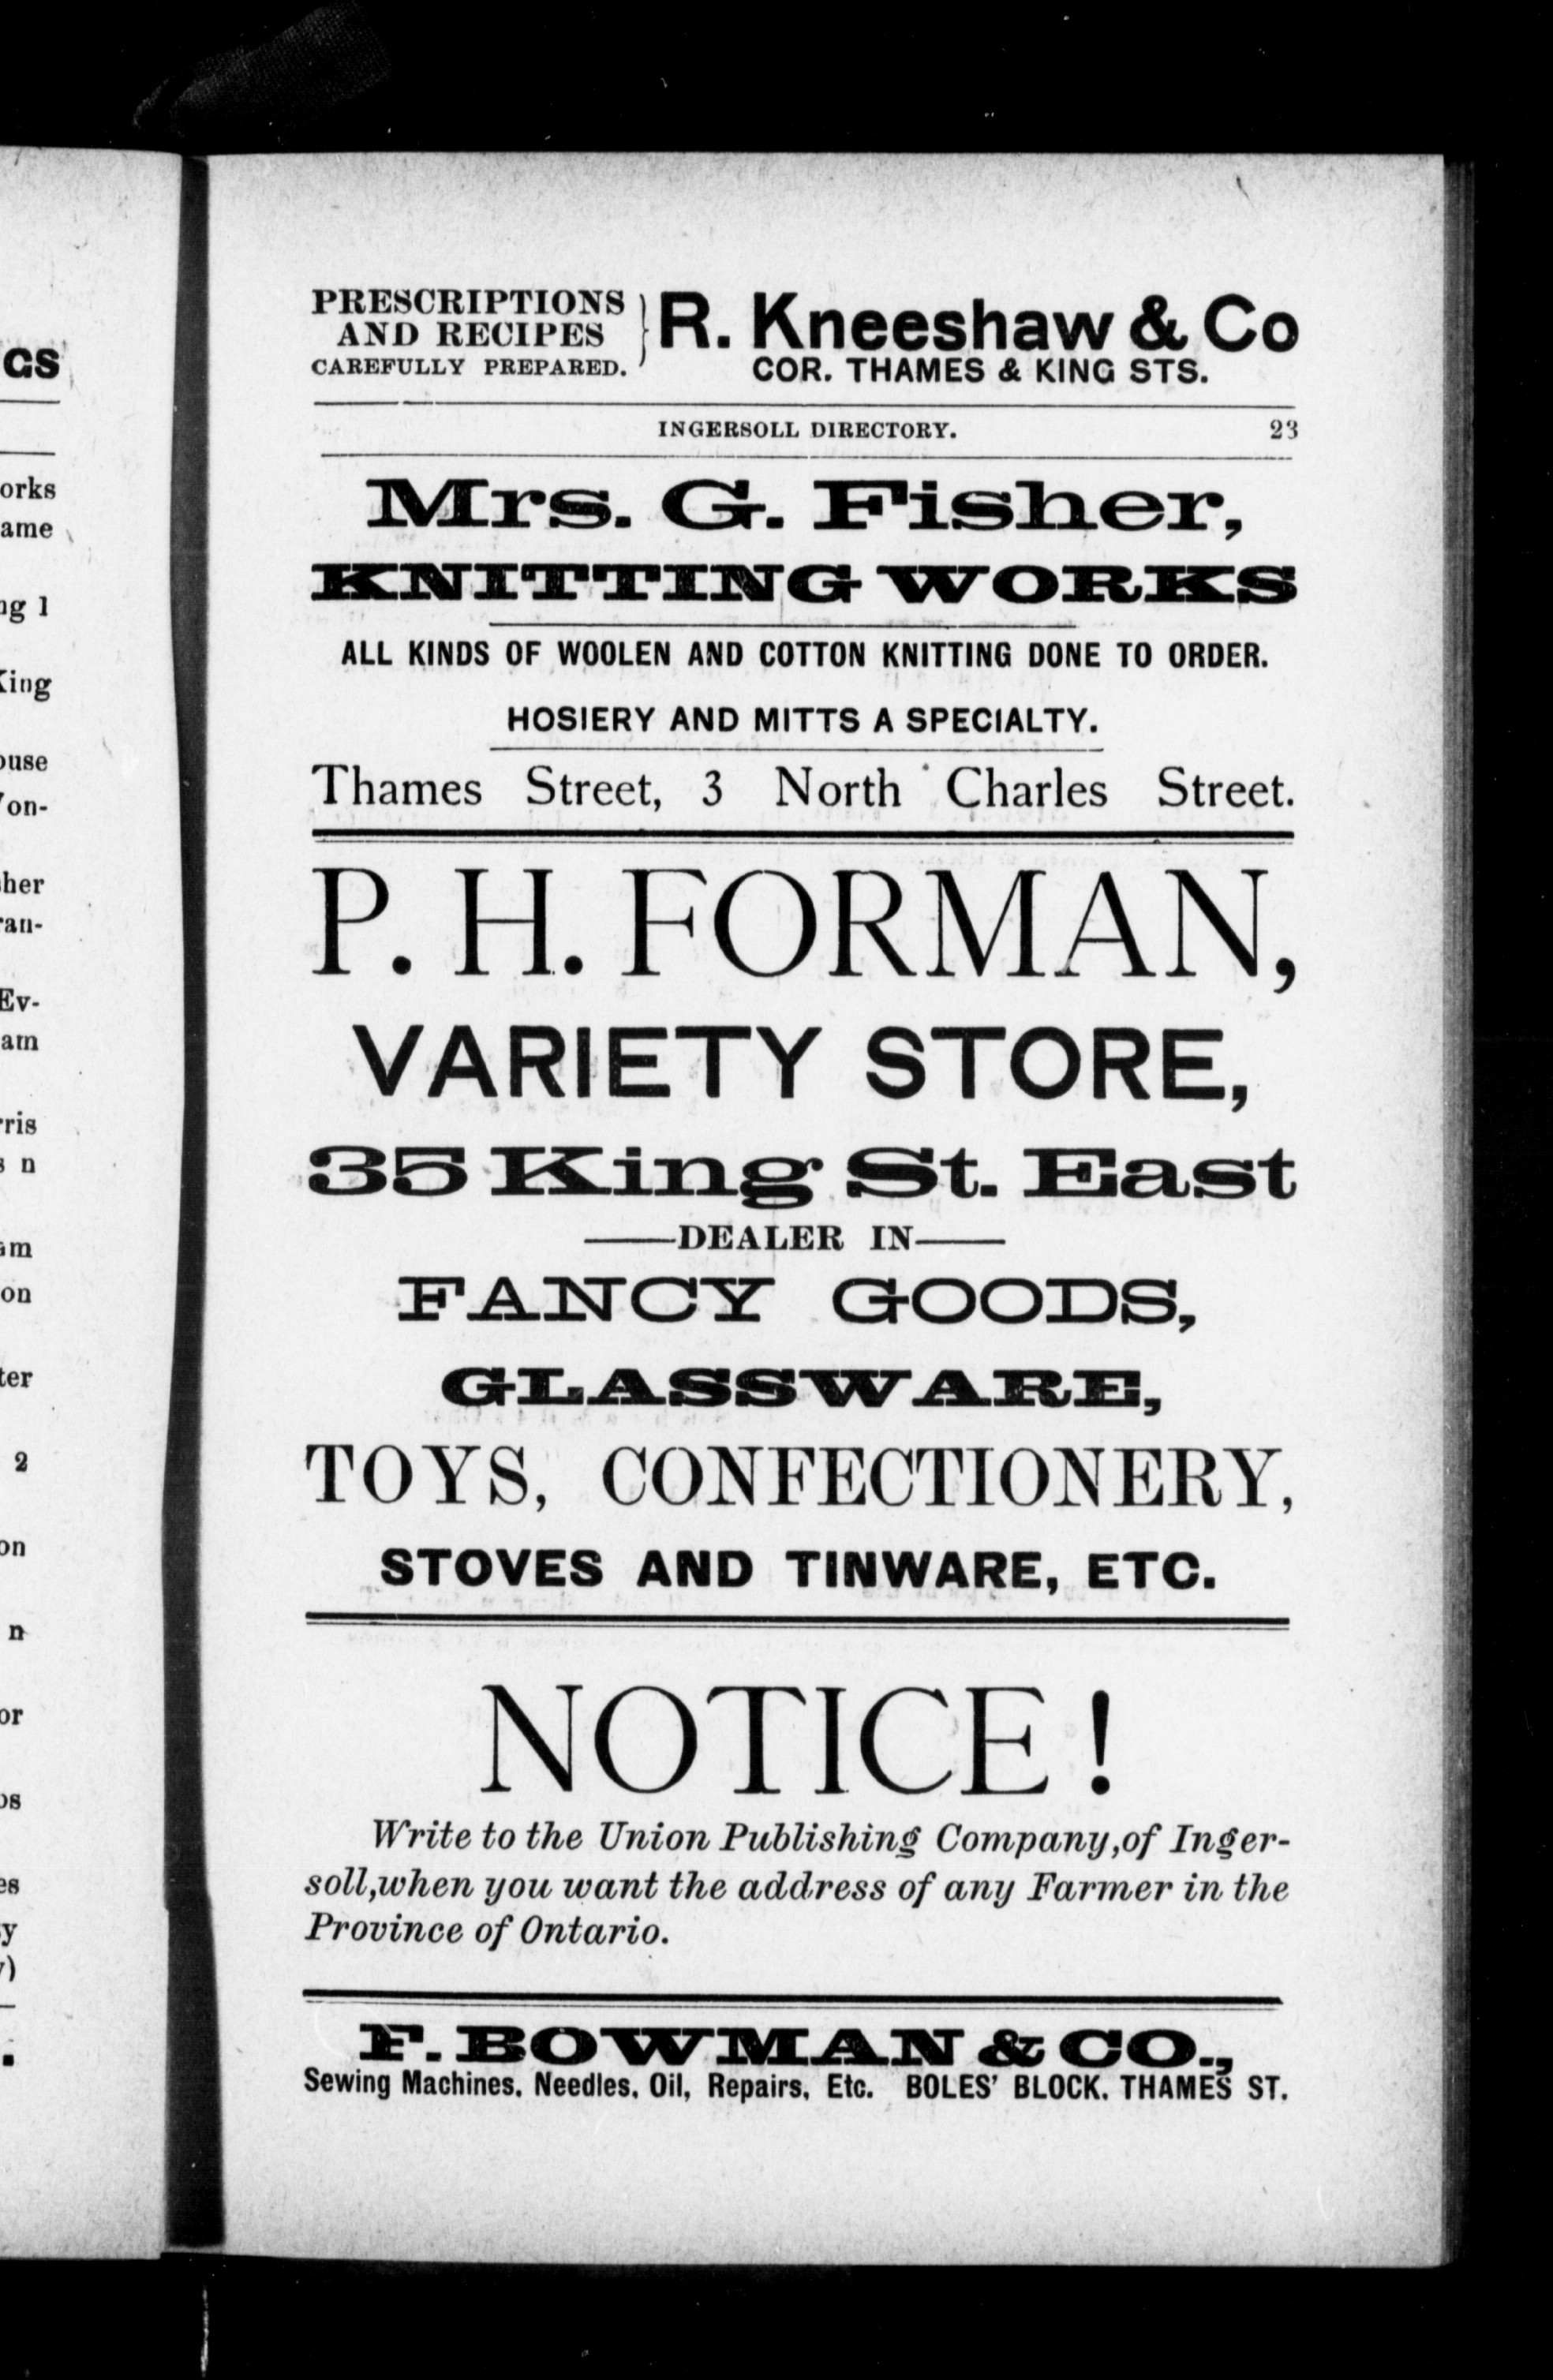 PRESCRIPTIONS
AND RECIPES
CAREFULLY PREPARED.
R. Kneeshaw & Co
COR. THAMES & KING STS.
INGERSOLL DIRECTORY. 23
Mrs. G. Fisher,
KNITTING WORKS
ALL KINDS OF WOOLEN AND COTTON KNITTING DONE TO ORDER.
HOSIERY AND MITTS A SPECIALTY.
Thames Street, 3 North Charles Street.
P. H. FORMAN,
VARIETY STORE,
35 King St. East
——DEALER IN——
FANCY GOODS,
GLASSWARE,
TOYS, CONFECTIONERY,
STOVES AND TINWARE, ETC.
NOTICE!
Write to the Union Publishing Company, of Inger-
soll, when you want the address of any Farmer in the
Province of Ontario.
F. BOWMAN & CO.,
Sewing Machines, Needles, Oil, Repairs, Etc. BOLES' BLOCK, THAMES ST.